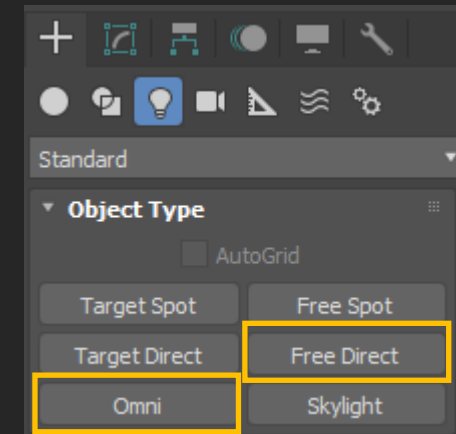 Standard
Object Type
AutoGrid
Target Spot Free Spot
Target Direct Free Direct
Omni Skylight